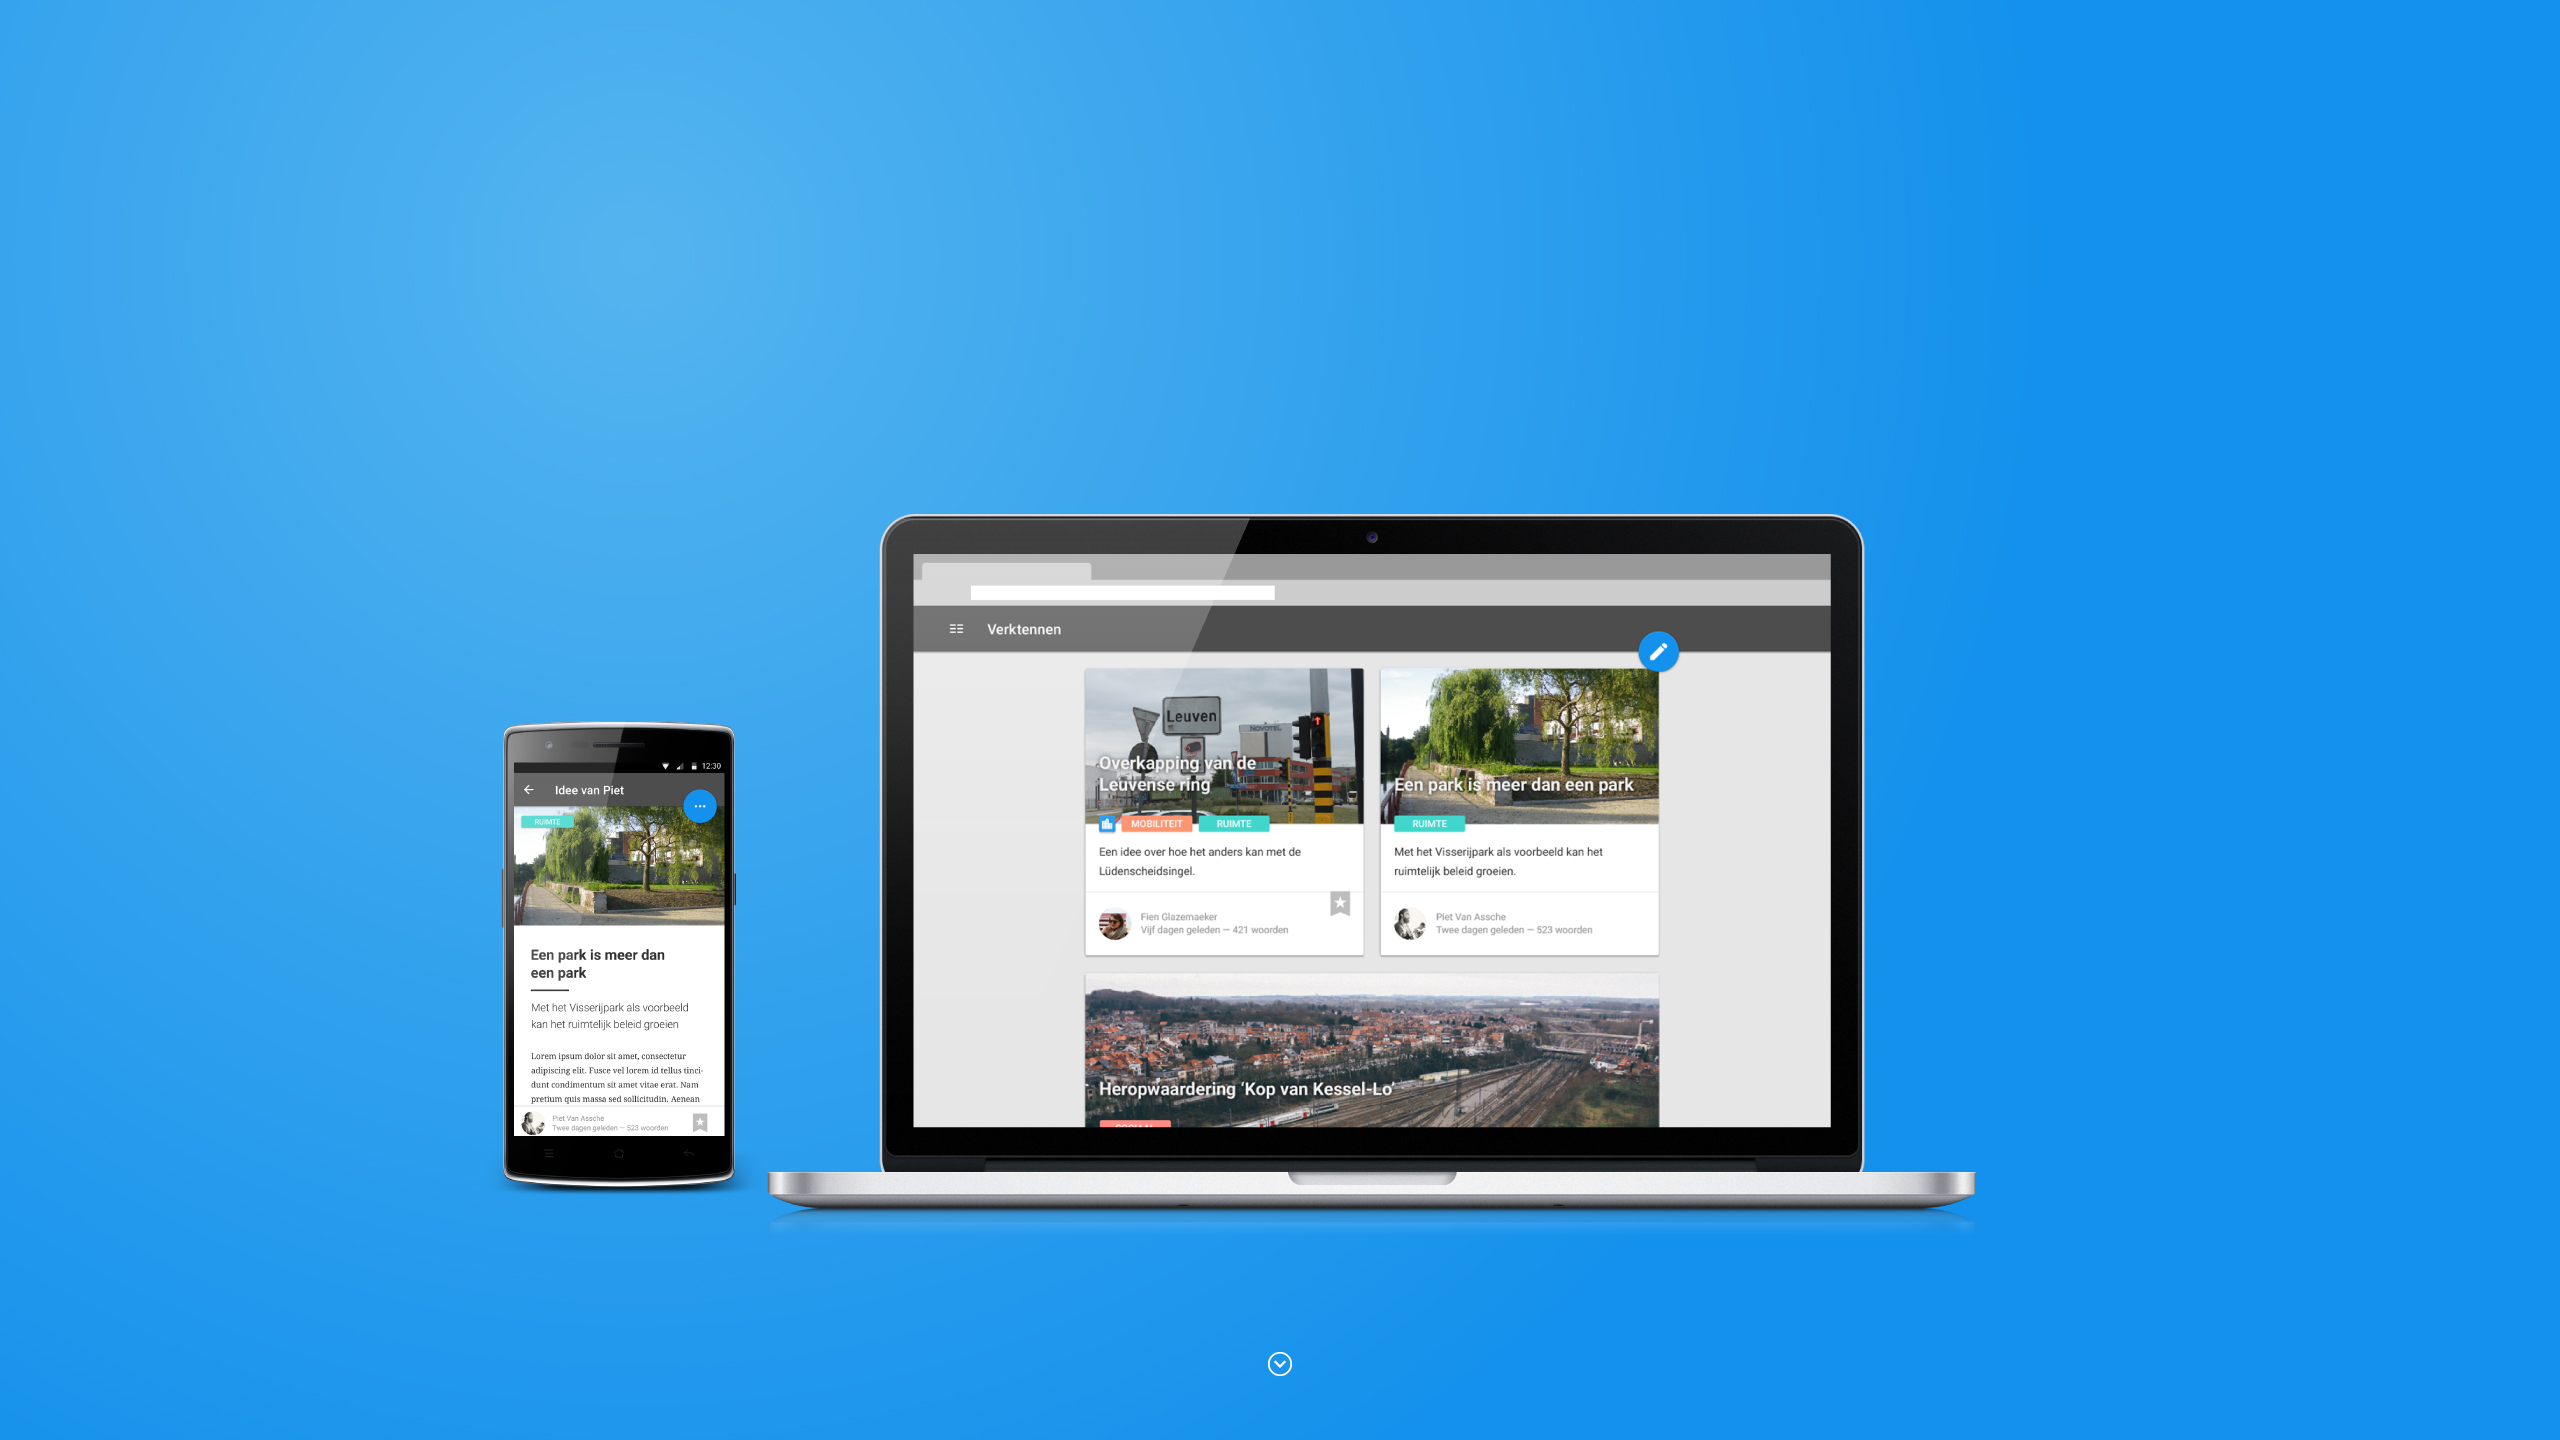 12:30
Idee van Piet
RUIMTE
Een park is meer dan
een park
Met het Visserijpark als voorbeeld
kan het ruimtelijk beleid groeien
Lorem ipsum dolor sit amet, consectetur
adipiscing elit. Fusce vel lorem id tellus tinci-
dunt condimentum sit amet vitae erat. Nam
pretium quis massa sed sollicitudin. Aenean
Piet Van Assche
Twee dagen geleden — 523 woorden
Verktennen
Leuven
NOVOTEL
Overkapping van de
Leuvense ring
MOBILITEIT RUIMTE
Een idee over hoe het anders kan met de
Lüdenscheidsingel.
Fien Glazemaeker
Vijf dagen geleden — 421 woorden
Een park is meer dan een park
RUIMTE
Met het Visserijpark als voorbeeld kan het
ruimtelijk beleid groeien.
Piet Van Assche
Twee dagen geleden — 523 woorden
Heropwaardering ‘Kop van Kessel-Lo’